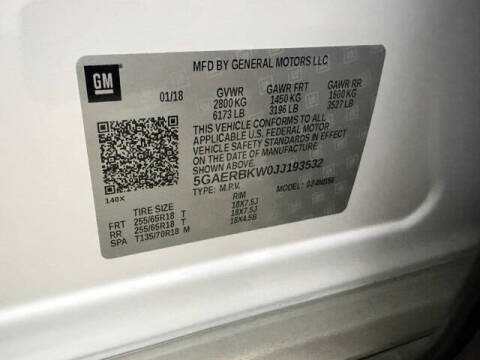 GM
MFD BY GENERAL MOTORS LLC
01/18 GVWR GAWR FRT GAWR RR
2800 KG 1450 KG 1600 KG
6173 LB 3196 LB 3527 LB
THIS VEHICLE CONFORMS TO ALL
APPLICABLE U.S. FEDERAL MOTOR
VEHICLE SAFETY STANDARDS IN EFFECT
ON THE DATE OF MANUFACTURE
SHOWN ABOVE.
5GAERBKW0JJ193532
TYPE: M.P.V. MODEL:
140X
TIRE SIZE RIM
FRT 255/65R18 T 18X7.5J
RR 255/65R18 T 18X7.5J
SPA T135/70R18 M 18X4.5B